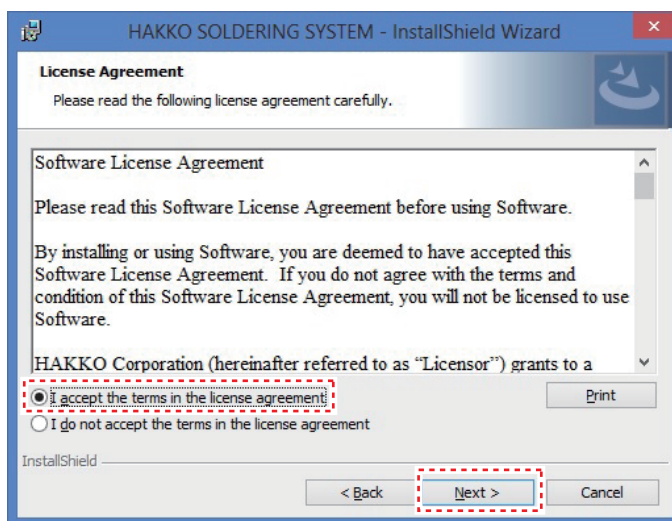 HAKKO SOLDERING SYSTEM - InstallShield Wizard
License Agreement
Please read the following license agreement carefully.
Software License Agreement
Please read this Software License Agreement before using Software.
By installing or using Software, you are deemed to have accepted this
Software License Agreement.  If you do not agree with the terms and
condition of this Software License Agreement, you will not be licensed to use
Software.
HAKKO Corporation (hereinafter referred to as “Licensor”) grants to a
I accept the terms in the license agreement
Print
I do not accept the terms in the license agreement
InstallShield
< Back
Next >
Cancel